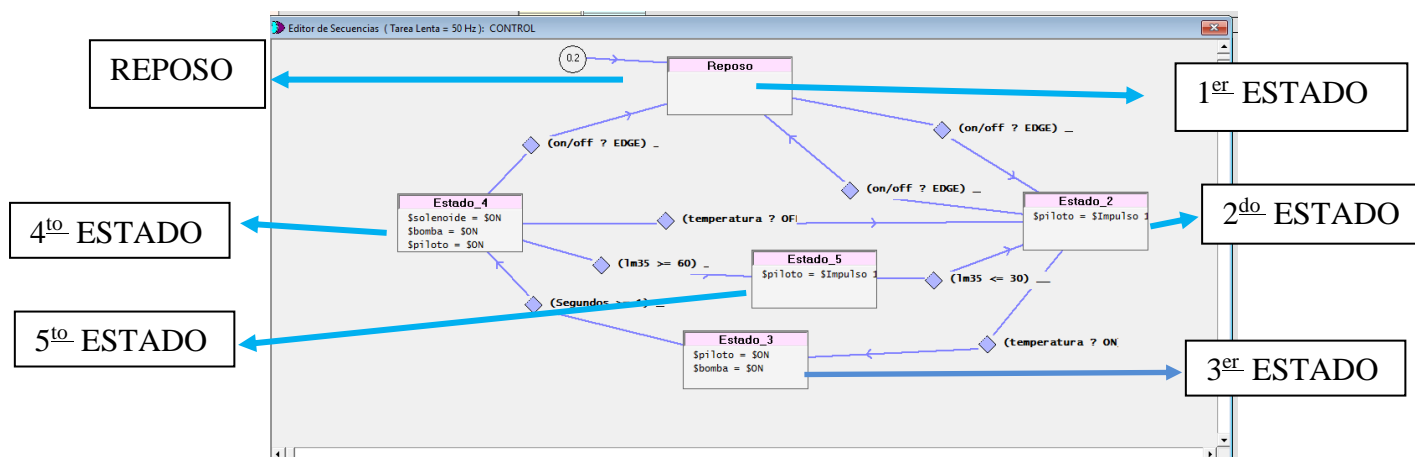 Editor de Secuencias ( Tarea Lenta = 50 Hz ): CONTROL
REPOSO
0.2
Reposo
1er ESTADO
(on/off ? EDGE) _
(on/off ? EDGE) _
(on/off ? EDGE) _
Estado_4
$solenoide = $ON
$bomba = $ON
$piloto = $ON
Estado_2
$piloto = $Impulso 1
4to ESTADO
2do ESTADO
(temperatura ? OF
Estado_5
$piloto = $Impulso 1
(lm35 >= 60) _
(lm35 <= 30) __
(Segundos
5to ESTADO
Estado_3
$piloto = $ON
$bomba = $ON
(temperatura ? ON
3er ESTADO